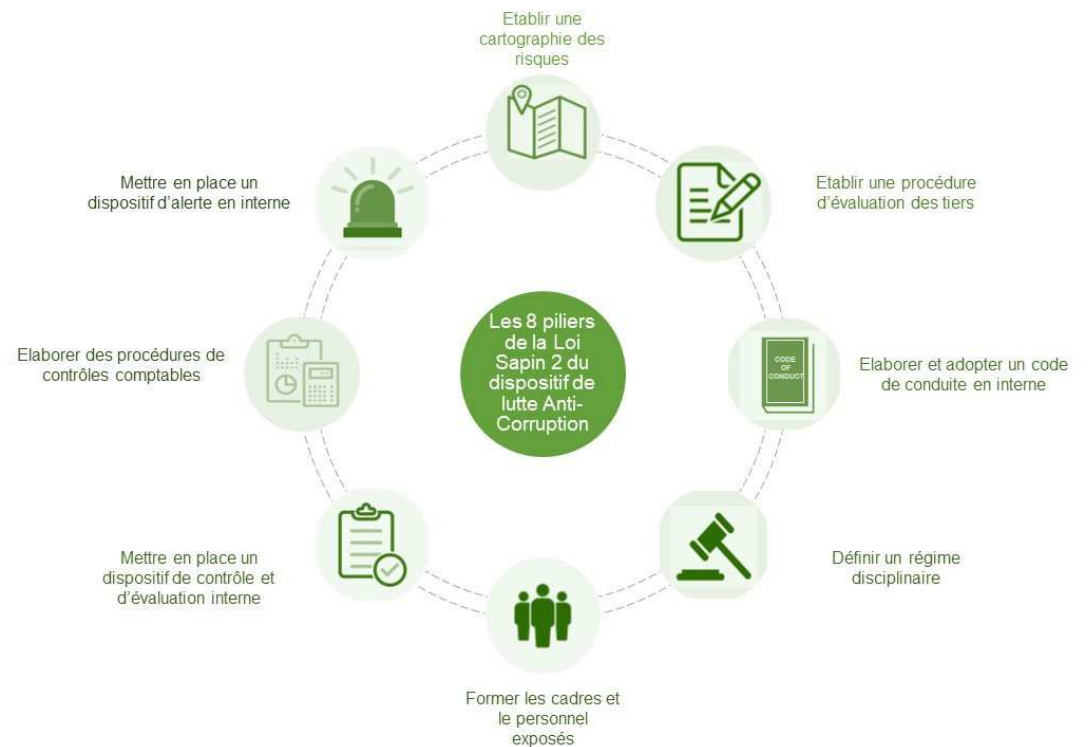 Etablir une
cartographie des
risques
Etablir une procédure
d'évaluation des tiers
CODE
OF
CONDUCT
Elaborer et adopter un code
de conduite en interne
Définir un régime
disciplinaire
Former les cadres et
le personnel
exposés
Mettre en place un
dispositif de contrôle et
d'évaluation interne
Elaborer des procédures de
contrôles comptables
Mettre en place un
dispositif d'alerte en interne
Les 8 piliers
de la Loi
Sapin 2 du
dispositif de
lutte Anti-
Corruption